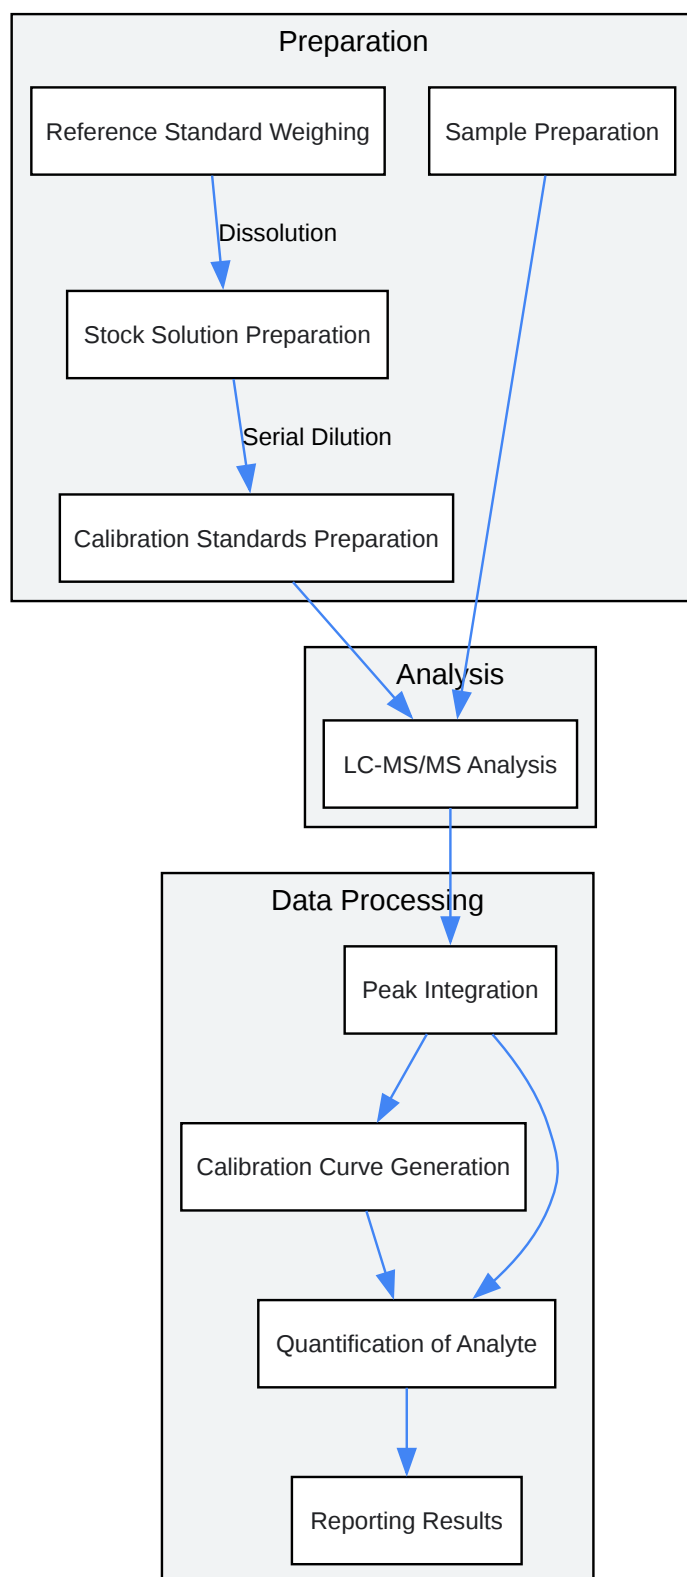 Preparation
Reference Standard Weighing
Sample Preparation
Dissolution
Stock Solution Preparation
Serial Dilution
Calibration Standards Preparation
Analysis
LC-MS/MS Analysis
Data Processing
Peak Integration
Calibration Curve Generation
Quantification of Analyte
Reporting Results